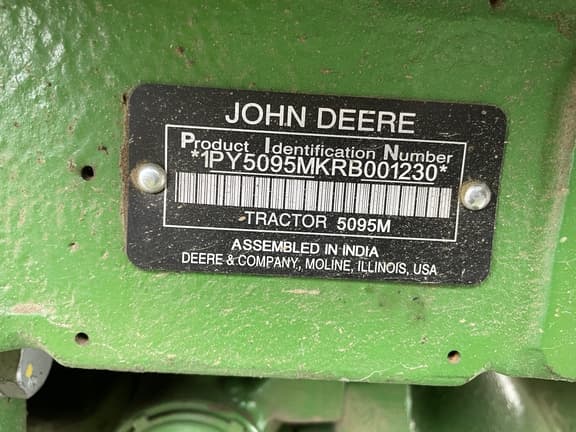 JOHN DEERE
Product Identification Number
*1PY5095MKRB001230*
TRACTOR 5095M
ASSEMBLED IN INDIA
DEERE & COMPANY, MOLINE, ILLINOIS, USA